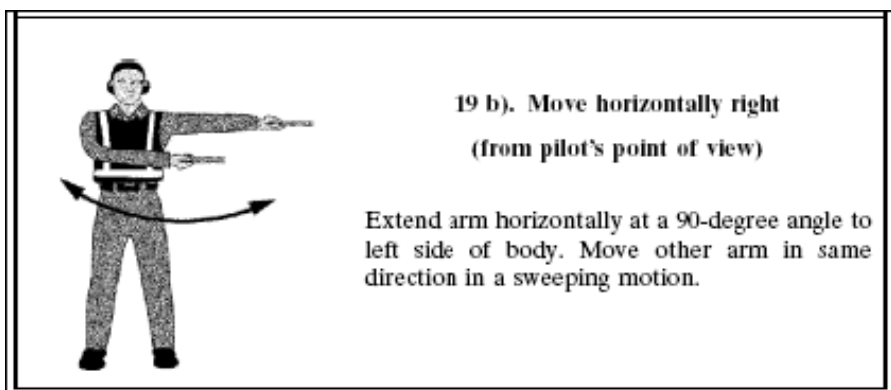 19 b). Move horizontally right
(from pilot's point of view)
Extend arm horizontally at a 90-degree angle to
left side of body. Move other arm in same
direction in a sweeping motion.